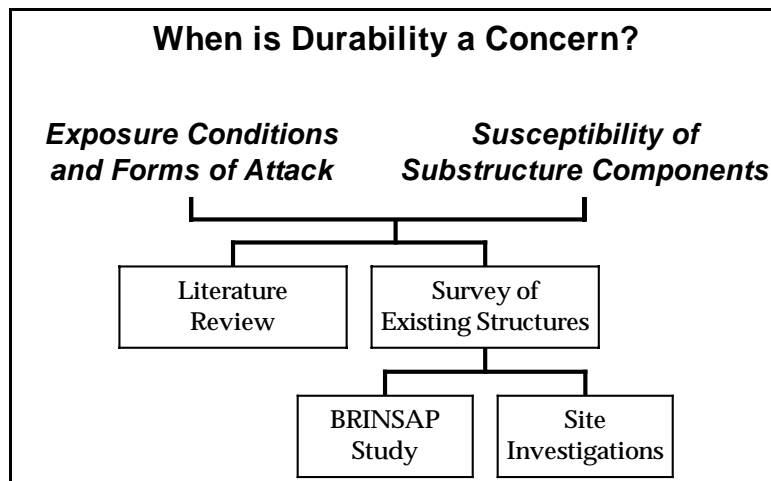 When is Durability a Concern?
Exposure Conditions
and Forms of Attack
Susceptibility of
Substructure Components
Literature
Review
Survey of
Existing Structures
BRINSAP
Study
Site
Investigations